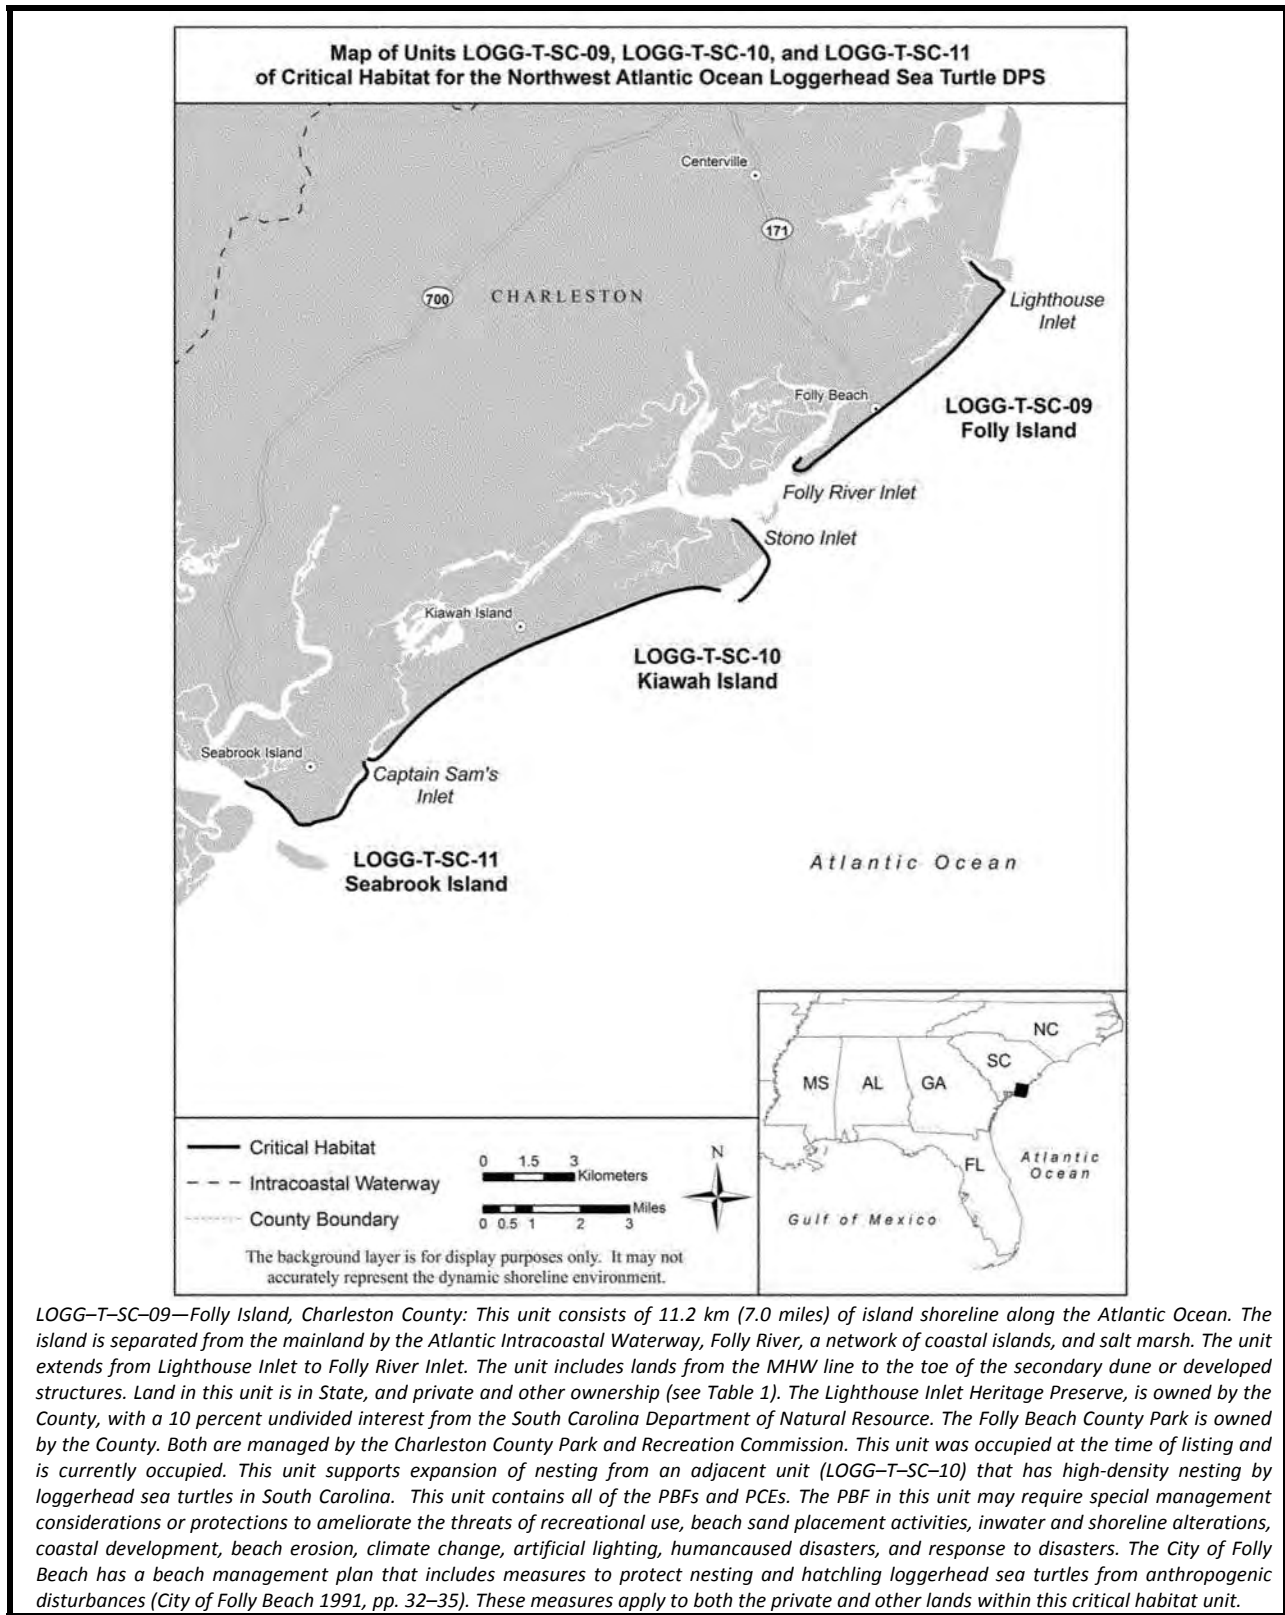 Map of Units LOGG-T-SC-09, LOGG-T-SC-10, and LOGG-T-SC-11
of Critical Habitat for the Northwest Atlantic Ocean Loggerhead Sea Turtle DPS
Centerville
171
700
CHARLESTON
Lighthouse
Inlet
Folly Beach
LOGG-T-SC-09
Folly Island
Folly River Inlet
Stono Inlet
Kiawah Island
LOGG-T-SC-10
Kiawah Island
Seabrook Island
Captain Sam's
Inlet
LOGG-T-SC-11
Seabrook Island
Atlantic Ocean
NC
SC
MS
AL
GA
FL
Atlantic
Ocean
Gulf of Mexico
Critical Habitat
Intracoastal Waterway
County Boundary
0 1.5 3
Kilometers
Miles
0 0.5 1 2 3
N
The background layer is for display purposes only. It may not
accurately represent the dynamic shoreline environment.
LOGG–T–SC–09—Folly Island, Charleston County: This unit consists of 11.2 km (7.0 miles) of island shoreline along the Atlantic Ocean. The
island is separated from the mainland by the Atlantic Intracoastal Waterway, Folly River, a network of coastal islands, and salt marsh. The unit
extends from Lighthouse Inlet to Folly River Inlet. The unit includes lands from the MHW line to the toe of the secondary dune or developed
structures. Land in this unit is in State, and private and other ownership (see Table 1). The Lighthouse Inlet Heritage Preserve, is owned by the
County, with a 10 percent undivided interest from the South Carolina Department of Natural Resource. The Folly Beach County Park is owned
by the County. Both are managed by the Charleston County Park and Recreation Commission. This unit was occupied at the time of listing and
is currently occupied. This unit supports expansion of nesting from an adjacent unit (LOGG–T–SC–10) that has high-density nesting by
loggerhead sea turtles in South Carolina. This unit contains all of the PBFs and PCEs. The PBF in this unit may require special management
considerations or protections to ameliorate the threats of recreational use, beach sand placement activities, inwater and shoreline alterations,
coastal development, beach erosion, climate change, artificial lighting, humancaused disasters, and response to disasters. The City of Folly
Beach has a beach management plan that includes measures to protect nesting and hatchling loggerhead sea turtles from anthropogenic
disturbances (City of Folly Beach 1991, pp. 32–35). These measures apply to both the private and other lands within this critical habitat unit.